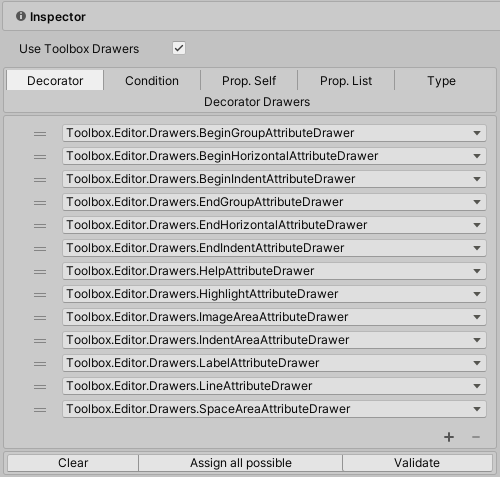 Inspector
Use Toolbox Drawers
Decorator Condition Prop. Self Prop. List Type
Decorator Drawers
Toolbox.Editor.Drawers.BeginGroupAttributeDrawer
Toolbox.Editor.Drawers.BeginHorizontalAttributeDrawer
Toolbox.Editor.Drawers.BeginIndentAttributeDrawer
Toolbox.Editor.Drawers.EndGroupAttributeDrawer
Toolbox.Editor.Drawers.EndHorizontalAttributeDrawer
Toolbox.Editor.Drawers.EndIndentAttributeDrawer
Toolbox.Editor.Drawers.HelpAttributeDrawer
Toolbox.Editor.Drawers.HighlightAttributeDrawer
Toolbox.Editor.Drawers.ImageAreaAttributeDrawer
Toolbox.Editor.Drawers.IndentAreaAttributeDrawer
Toolbox.Editor.Drawers.LabelAttributeDrawer
Toolbox.Editor.Drawers.LineAttributeDrawer
Toolbox.Editor.Drawers.SpaceAreaAttributeDrawer
Clear Assign all possible Validate